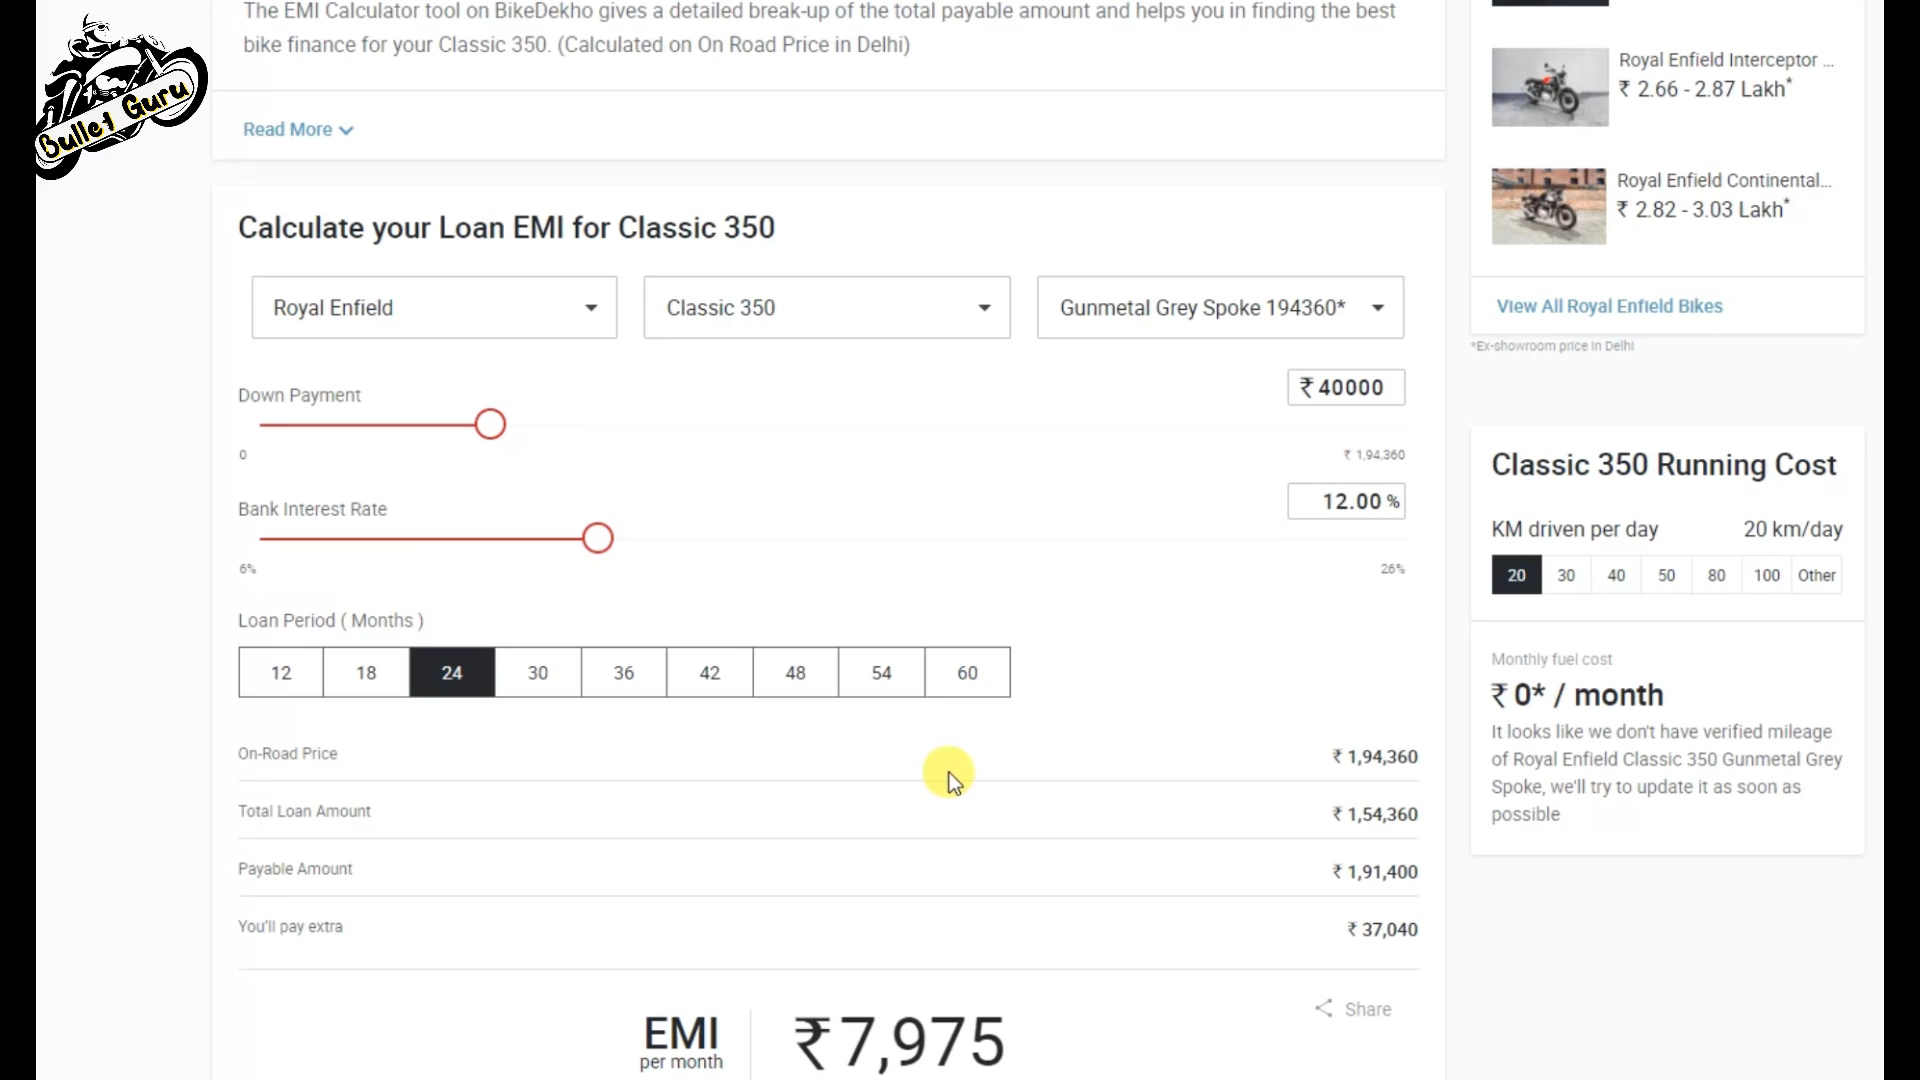 Bullet Guru
The EMI Calculator tool on BikeDekho gives a detailed break-up of the total payable amount and helps you in finding the best
bike finance for your Classic 350. (Calculated on On Road Price in Delhi)
Read More
Calculate your Loan EMI for Classic 350
Royal Enfield
Classic 350
Gunmetal Grey Spoke 194360*
Down Payment
₹ 40000
0
₹ 1,94,360
Bank Interest Rate
12.00 %
6%
26%
Loan Period ( Months )
12 18 24 30 36 42 48 54 60
On-Road Price
₹ 1,94,360
Total Loan Amount
₹ 1,54,360
Payable Amount
₹ 1,91,400
You'll pay extra
₹ 37,040
Share
EMI
per month
₹ 7,975
Royal Enfield Interceptor ...
₹ 2.66 - 2.87 Lakh*
Royal Enfield Continental...
₹ 2.82 - 3.03 Lakh*
View All Royal Enfield Bikes
*Ex-showroom price in Delhi
Classic 350 Running Cost
KM driven per day
20 km/day
20 30 40 50 80 100 Other
Monthly fuel cost
₹ 0* / month
It looks like we don't have verified mileage
of Royal Enfield Classic 350 Gunmetal Grey
Spoke, we'll try to update it as soon as
possible